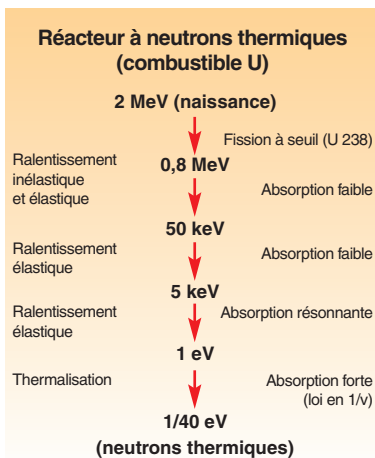 Réacteur à neutrons thermiques
(combustible U)
2 MeV (naissance)
Fission à seuil (U 238)
Ralentissement
inélastique
et élastique
0,8 MeV
Absorption faible
50 keV
Ralentissement
élastique
Absorption faible
5 keV
Ralentissement
élastique
Absorption résonnante
1 eV
Thermalisation
Absorption forte
(loi en 1/v)
1/40 eV
(neutrons thermiques)